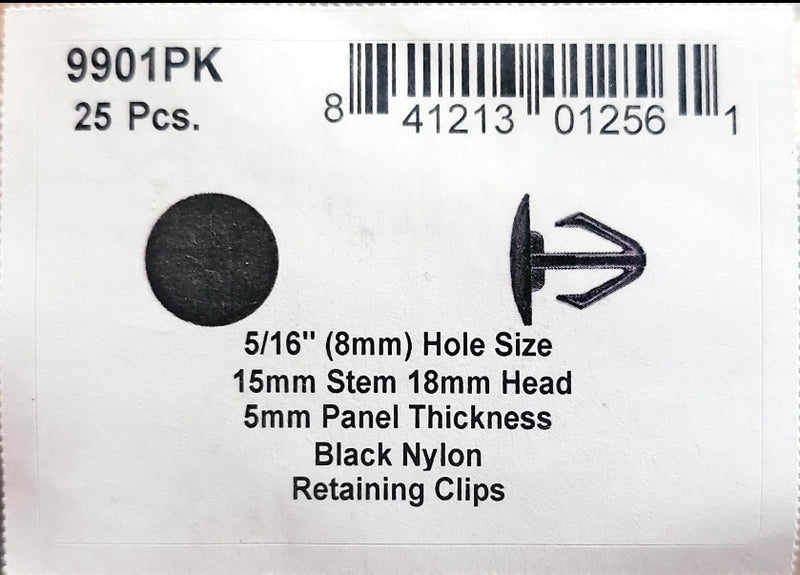 9901PK
25 Pcs.
8 41213 01256 1
5/16" (8mm) Hole Size
15mm Stem 18mm Head
5mm Panel Thickness
Black Nylon
Retaining Clips